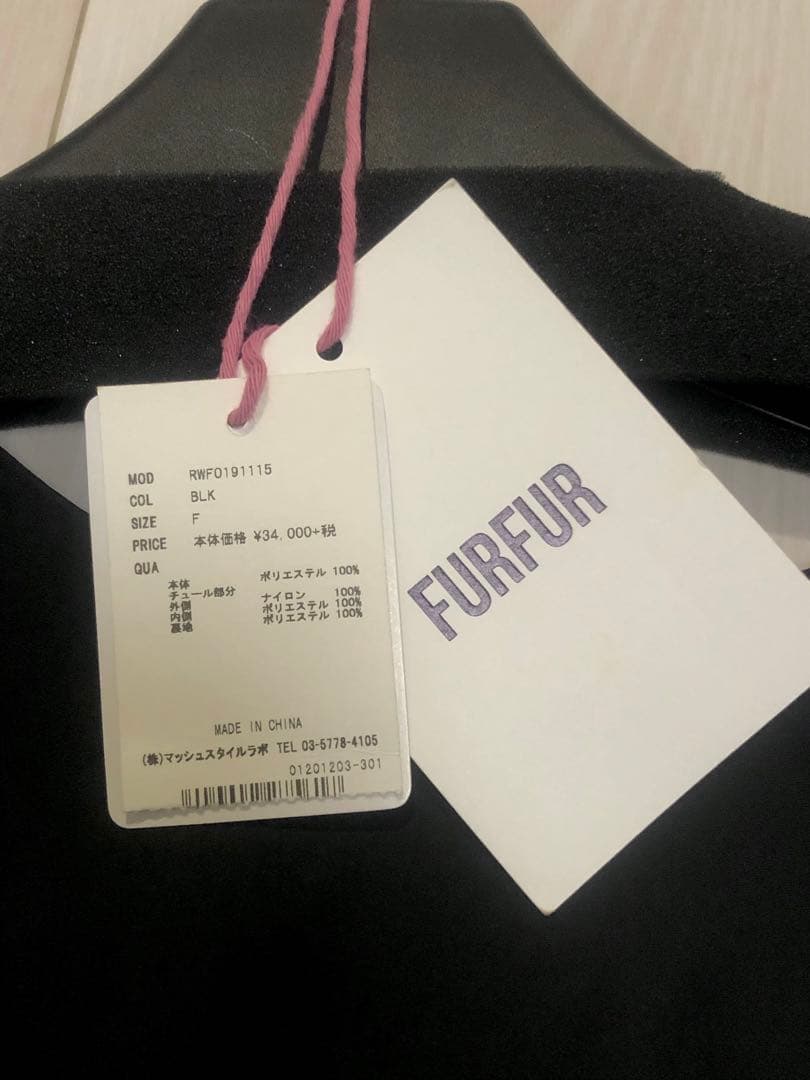 MOD RWF0191115
COL BLK
SIZE F
PRICE 本体価格 ¥34,000+税
QUA
本体 ポリエステル 100%
チュール部分
外側 ナイロン 100%
内側 ポリエステル 100%
裏地 ポリエステル 100%
MADE IN CHINA
(株)マッシュスタイルラボ TEL 03-5778-4105
01201203-301
FURFUR